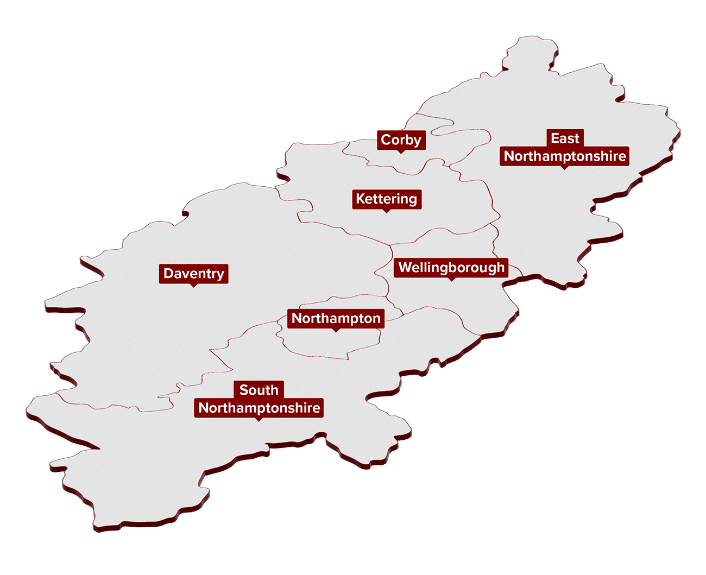 Corby
East
Northamptonshire
Kettering
Daventry
Wellingborough
Northampton
South
Northamptonshire